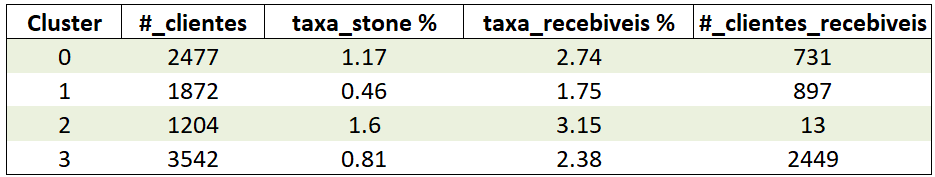 Cluster #_clientes taxa_stone % taxa_recebiveis % #_clientes_recebiveis
0 2477 1.17 2.74 731
1 1872 0.46 1.75 897
2 1204 1.6 3.15 13
3 3542 0.81 2.38 2449